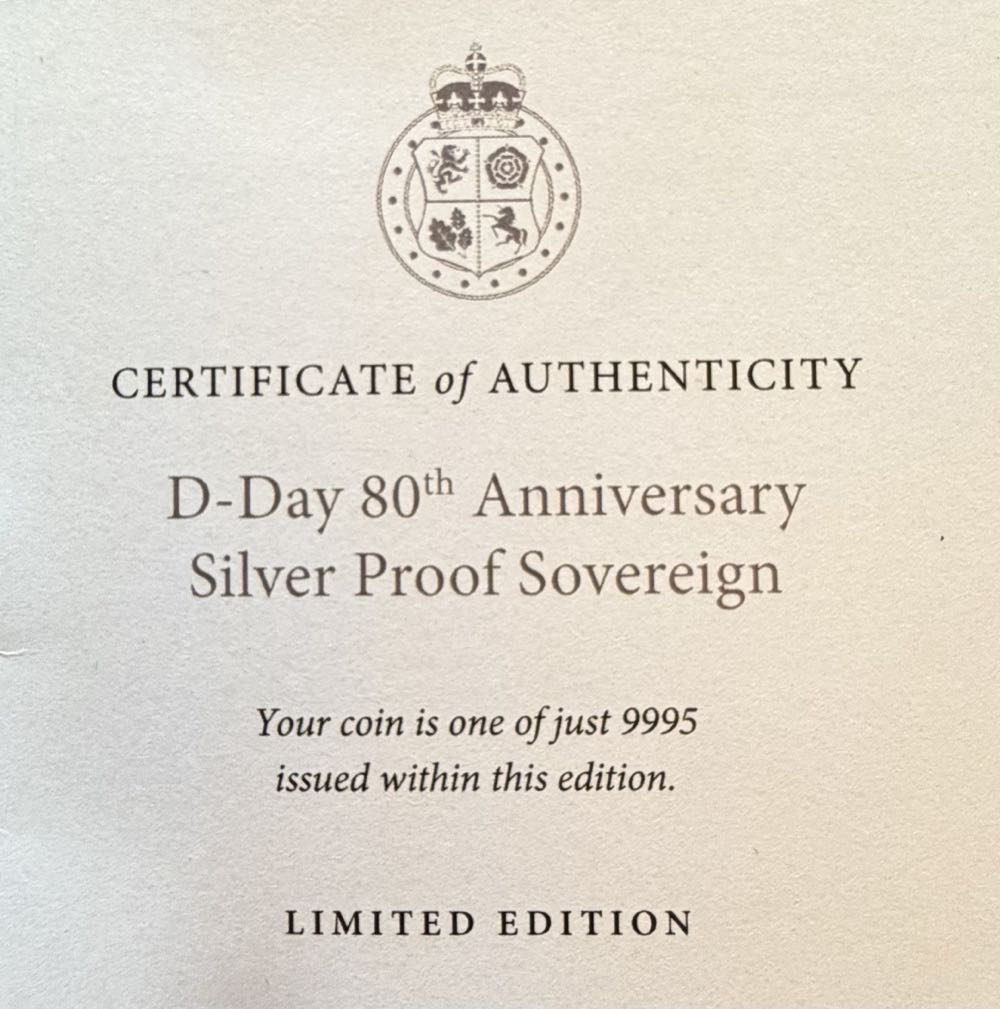 CERTIFICATE of AUTHENTICITY
D-Day 80th Anniversary
Silver Proof Sovereign
Your coin is one of just 9995
issued within this edition.
LIMITED EDITION